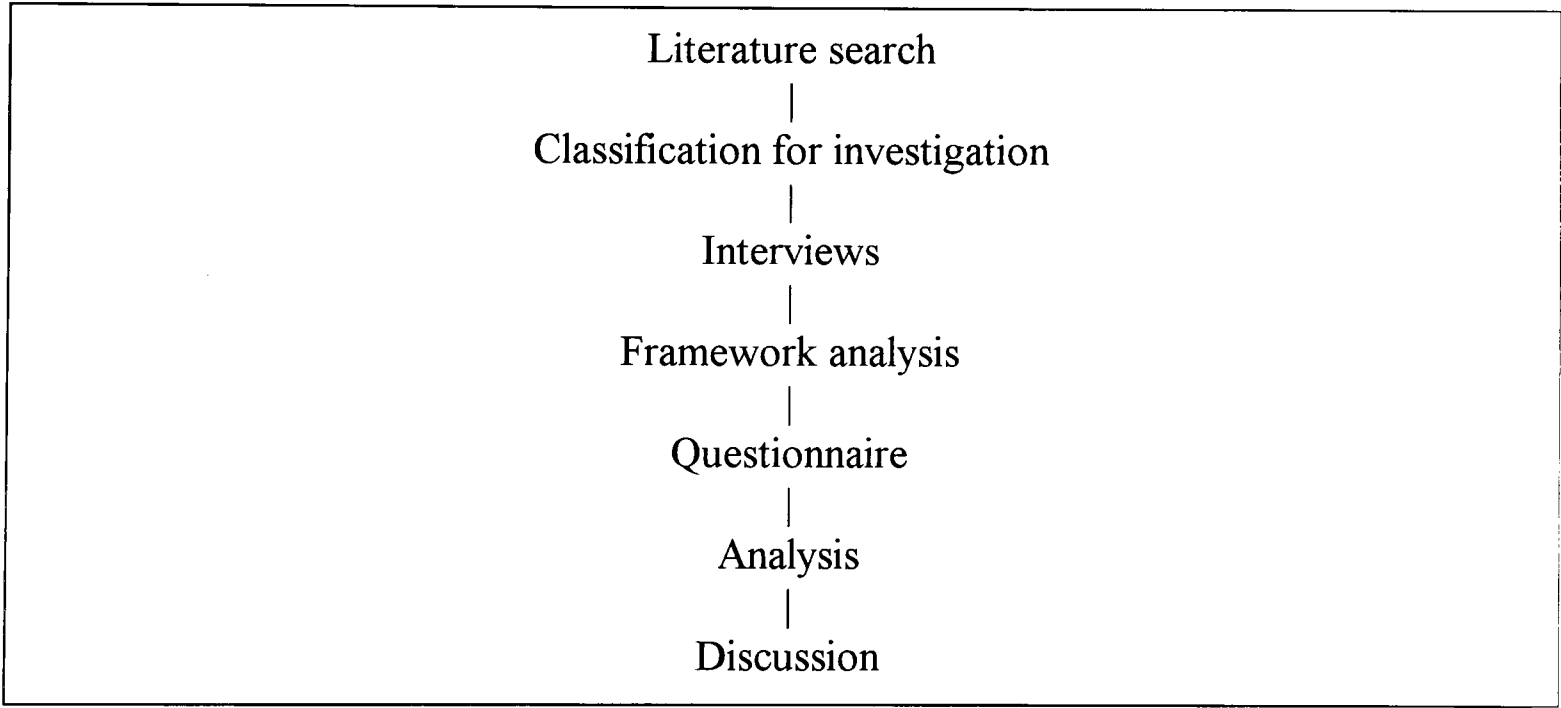 Literature search
Classification for investigation
Interviews
Framework analysis
Questionnaire
Analysis
Discussion